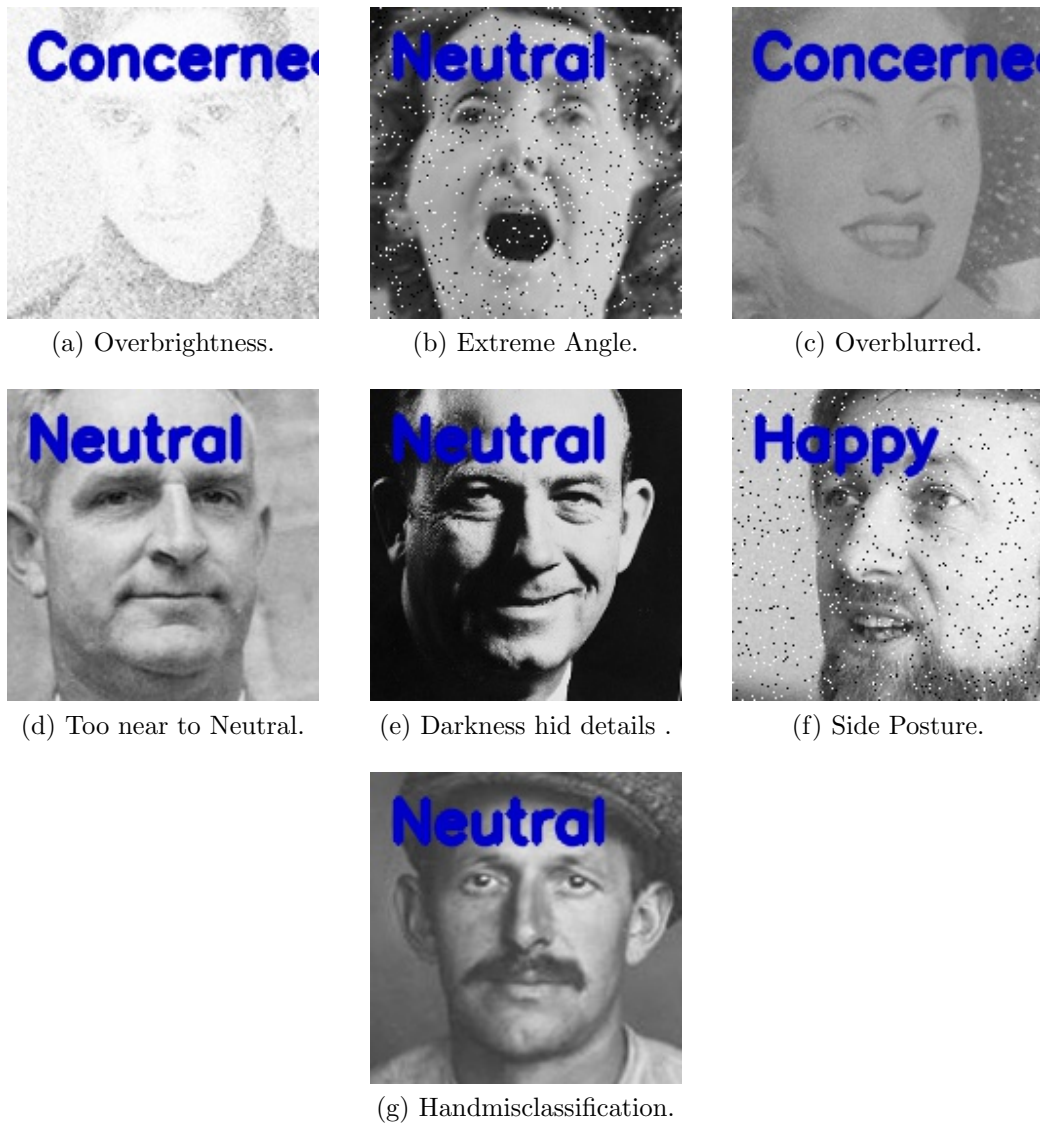 Concerne
Neutral
Concerne
(a) Overbrightness.
(b) Extreme Angle.
(c) Overblurred.
Neutral
Neutral
Happy
(d) Too near to Neutral.
(e) Darkness hid details .
(f) Side Posture.
Neutral
(g) Handmisclassification.